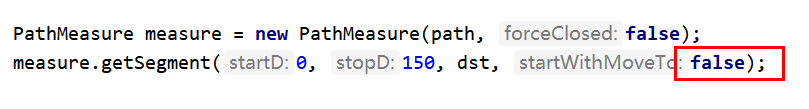 PathMeasure measure = new PathMeasure(path, forceClosed: false);
measure.getSegment( startD: 0, stopD: 150, dst, startWithMoveTo: false);